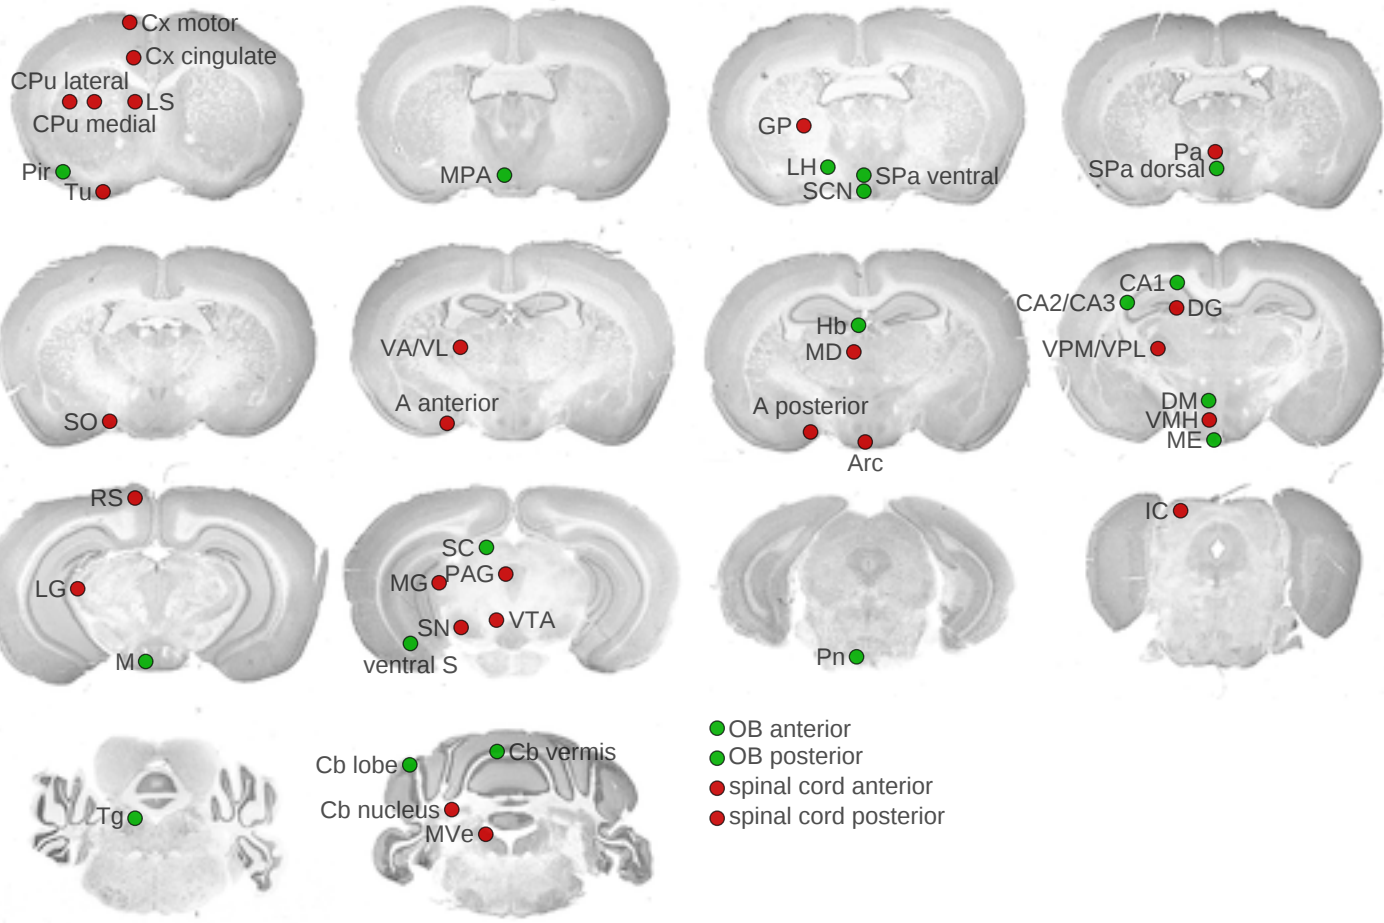 Cx motor
Cx cingulate
CPu lateral
LS
CPu medial
Pir
Tu
MPA
GP
LH
SPa ventral
SCN
Pa
SPa dorsal
SO
VA/VL
A anterior
Hb
MD
A posterior
Arc
CA1
CA2/CA3
DG
VPM/VPL
DM
VMH
ME
RS
LG
M
SC
MG
PAG
SN
VTA
ventral S
Pn
IC
Tg
Cb lobe
Cb vermis
Cb nucleus
MVe
OB anterior
OB posterior
spinal cord anterior
spinal cord posterior